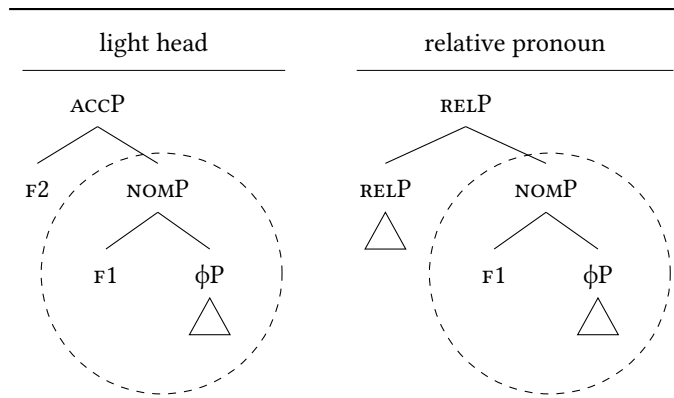 light head relative pronoun
ACCP RELP
F2 NOMP RELP NOMP
F1 ϕP F1 ϕP